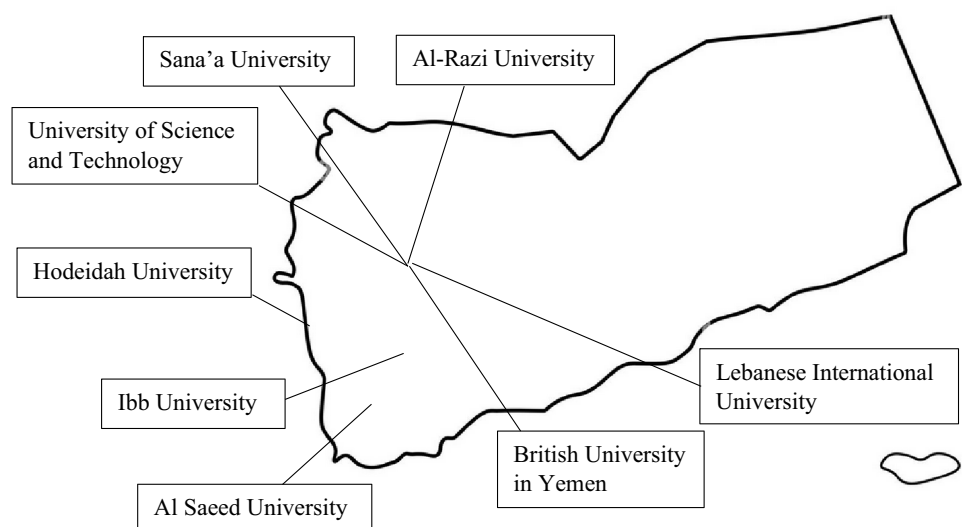 Sana’a University
Al-Razi University
University of Science
and Technology
Hodeidah University
Ibb University
Lebanese International
University
British University
in Yemen
Al Saeed University